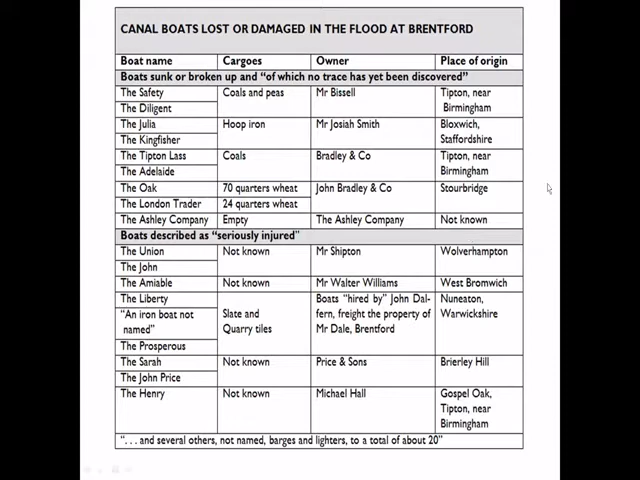 CANAL BOATS LOST OR DAMAGED IN THE FLOOD AT BRENTFORD
Boat name Cargoes Owner Place of origin
Boats sunk or broken up and “of which no trace has yet been discovered”
The Safety Coals and peas Mr Bissell Tipton, near
The Diligent Birmingham
The Julia Hoop iron Mr Josiah Smith Bloxwich,
The Kingfisher Staffordshire
The Tipton Lass Coals Bradley & Co Tipton, near
The Adelaide Birmingham
The Oak 70 quarters wheat John Bradley & Co Stourbridge
The London Trader 24 quarters wheat
The Ashley Company Empty The Ashley Company Not known
Boats described as “seriously injured”
The Union Not known Mr Shipton Wolverhampton
The John
The Amiable Not known Mr Walter Williams West Bromwich
The Liberty Boats “hired by” John Dal- Nuneaton,
“An iron boat not Slate and fern, freight the property of Warwickshire
named” Quarry tiles Mr Dale, Brentford
The Prosperous
The Sarah Not known Price & Sons Brierley Hill
The John Price
The Henry Not known Michael Hall Gospel Oak,
Tipton, near
Birmingham
“. . . and several others, not named, barges and lighters, to a total of about 20”